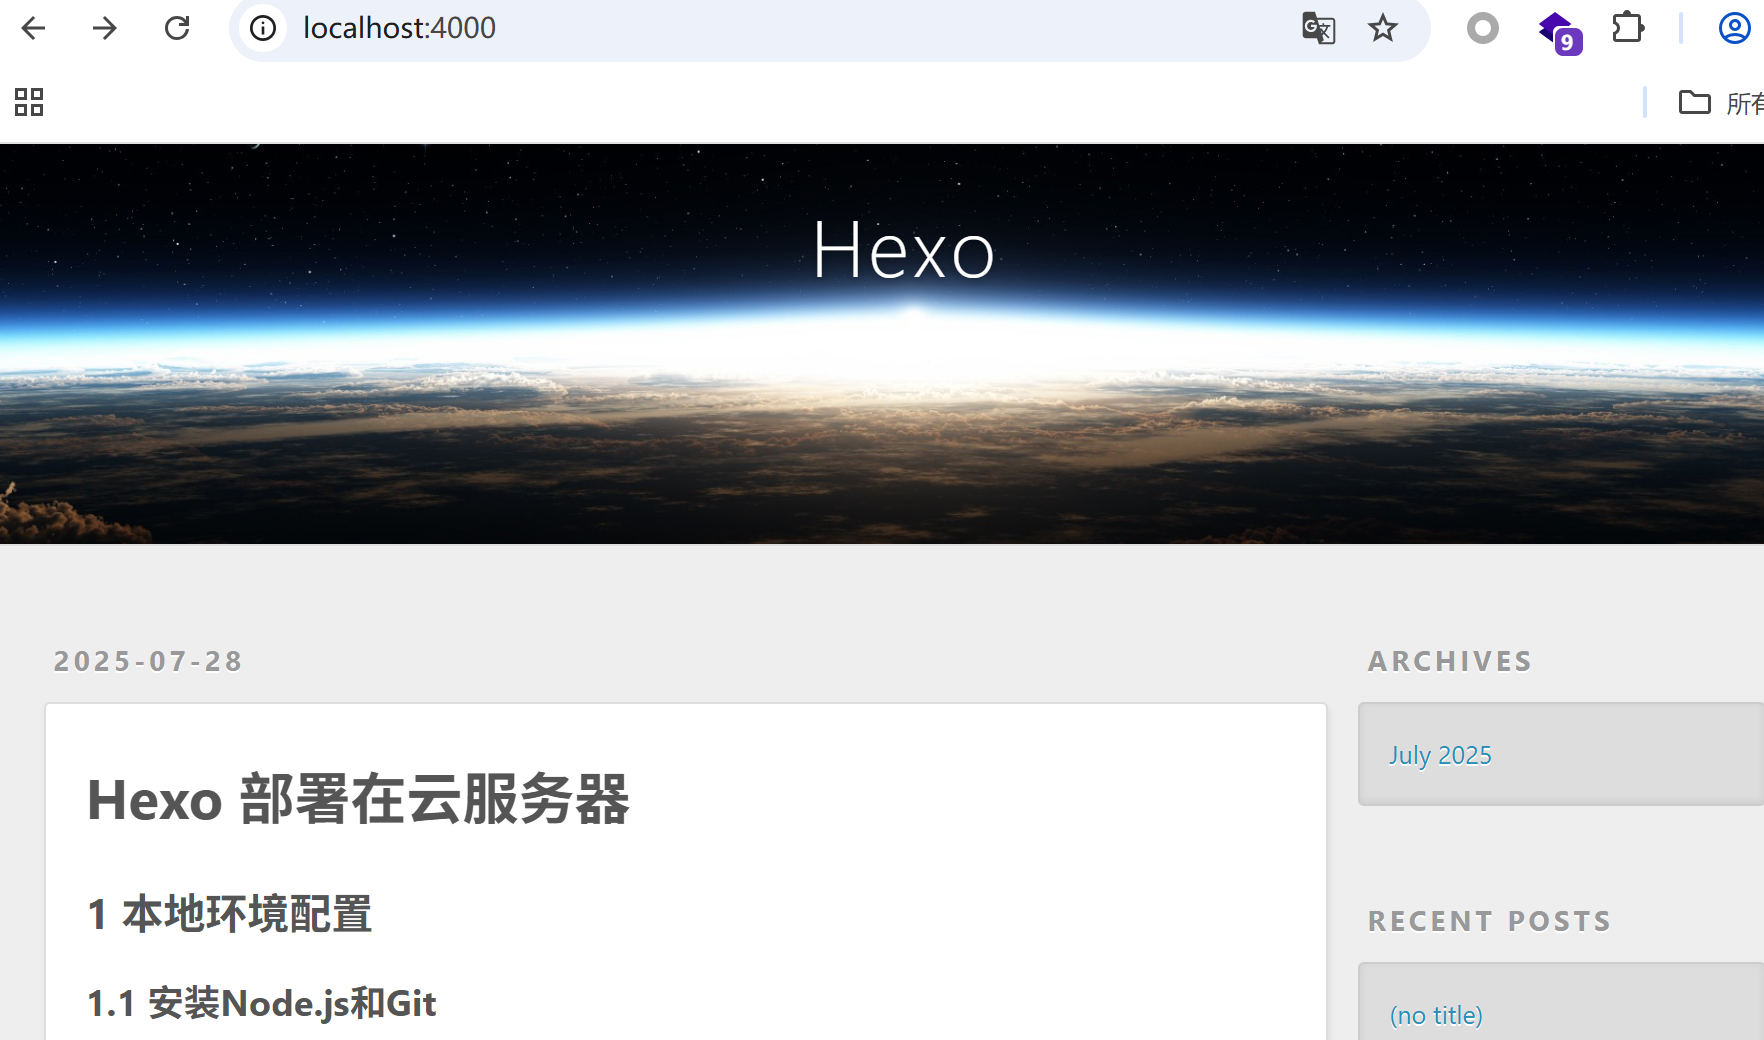 localhost:4000
9
所有
Hexo
2025-07-28
Hexo 部署在云服务器
1 本地环境配置
1.1 安装Node.js和Git
ARCHIVES
July 2025
RECENT POSTS
(no title)